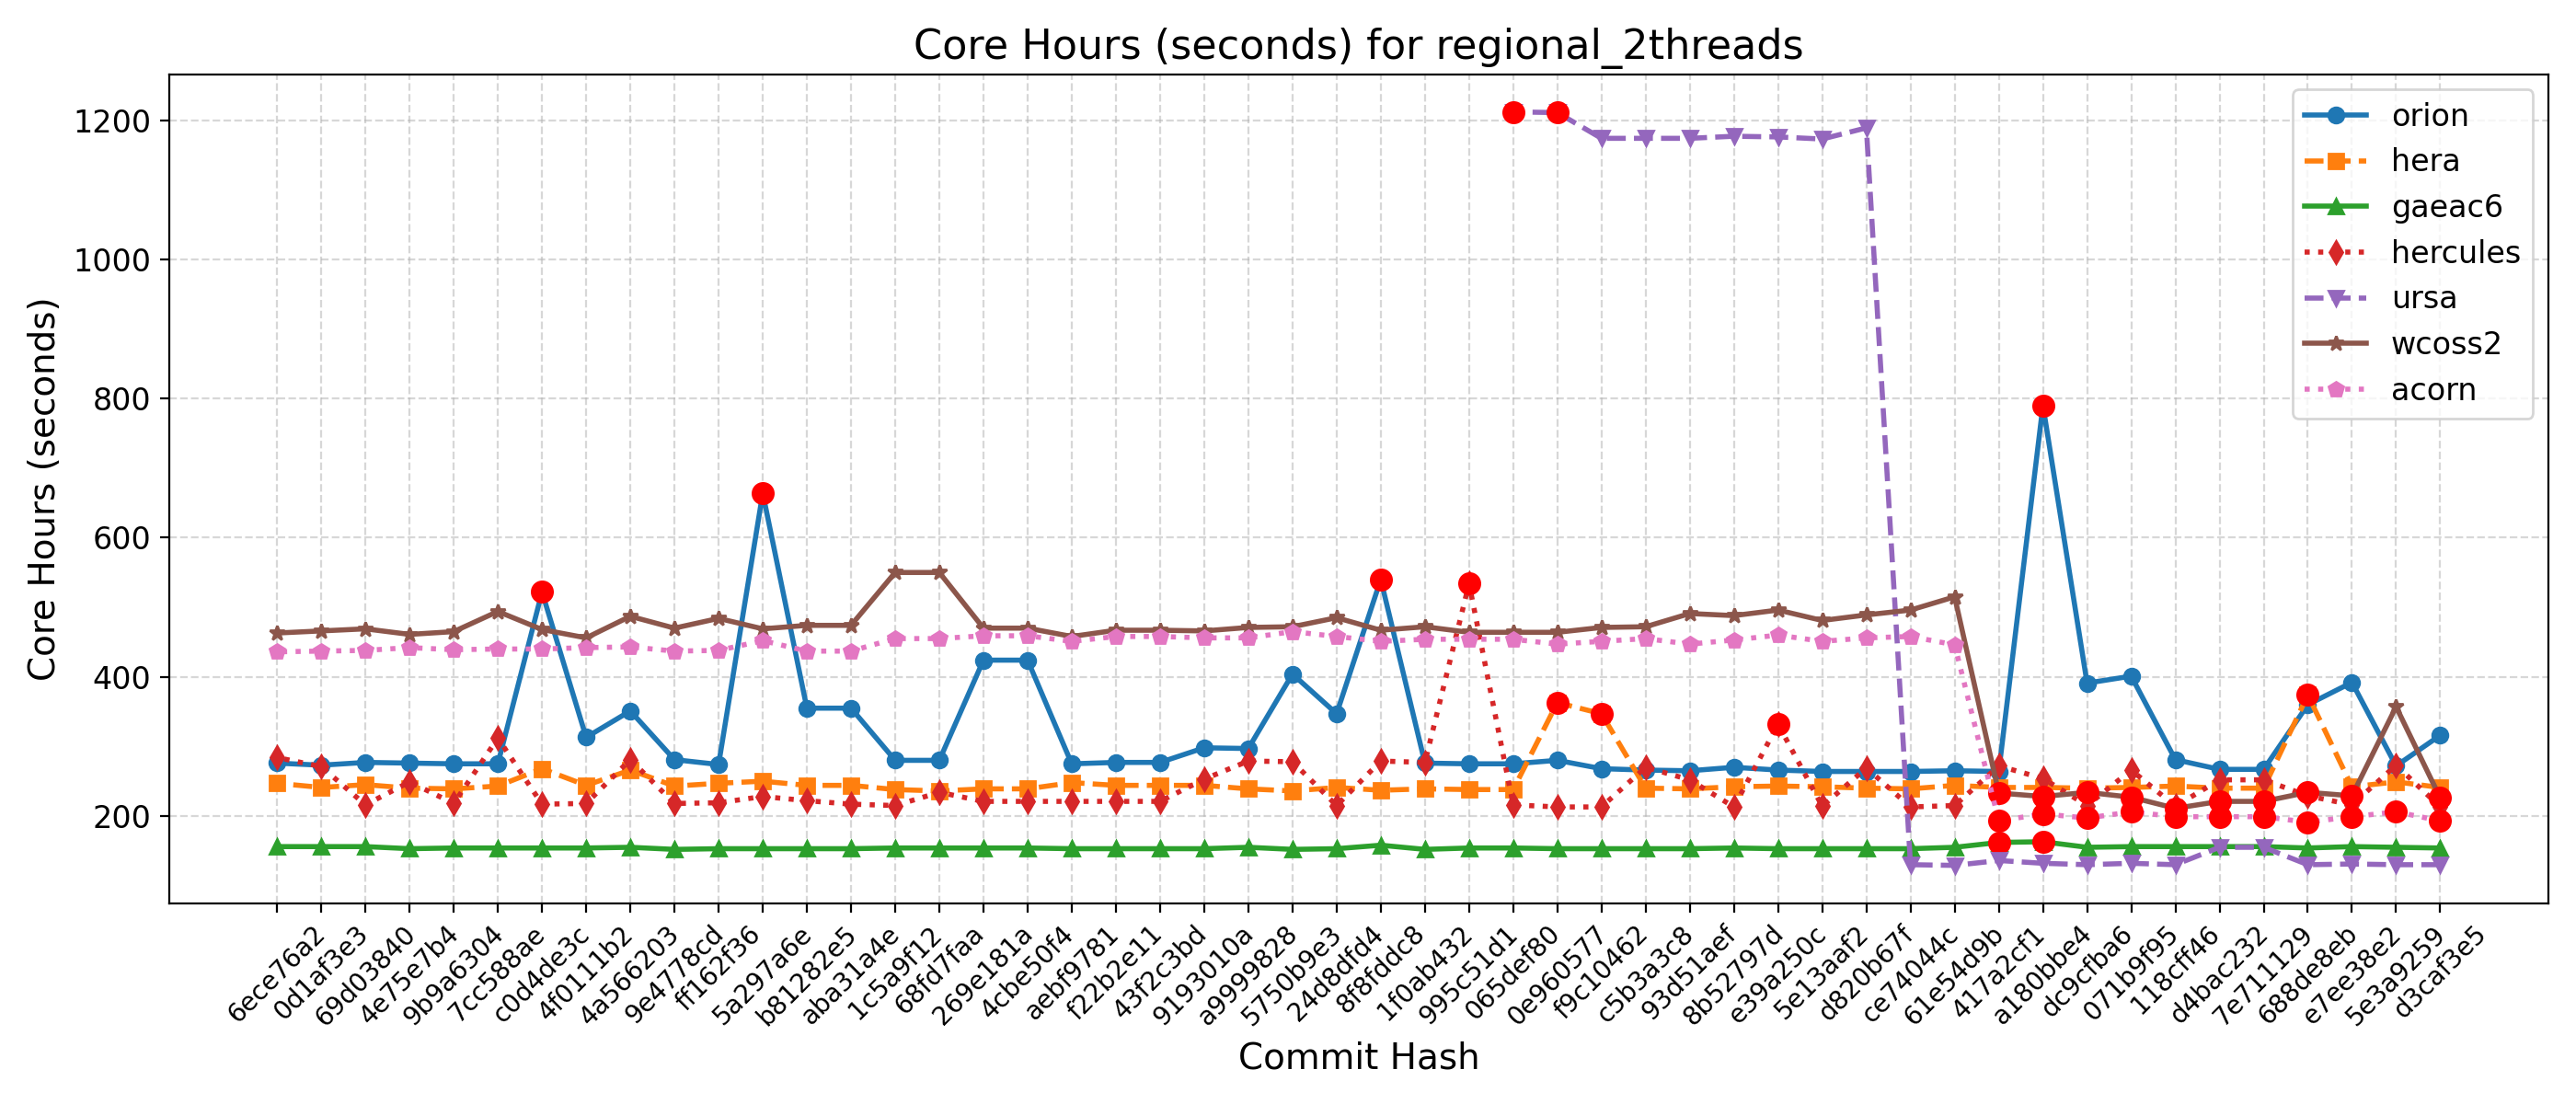 Core Hours (seconds) for regional_2threads
Core Hours (seconds)
1200
1000
800
600
400
200
orion
hera
gaeac6
hercules
ursa
wcoss2
acorn
6ece76a2
0d1af3e3
69d03840
4e75e7b4
9b9a6304
7cc588ae
c0d4de3c
4f0111b2
4a566203
9e4778cd
ff162f36
5a297a6e
b81282e5
aba31a4e
1c5a9f12
68fd7faa
269e181a
4cbe50f4
aebf9781
f22b2e11
43f2c3bd
9193010a
a9999828
5750b9e3
24d8dfd4
8f8fddc8
1f0ab432
995c51d1
065def80
0e960577
f9c10462
c5b3a3c8
93d51aef
8b52797d
e39a250c
5e13aaf2
d820b67f
ce74044c
61e54d9b
417a2cf1
a180bbe4
dc9cfba6
071b9f95
118cff46
d4bac232
7e711129
688de8eb
e7ee38e2
5e3a9259
d3caf3e5
Commit Hash